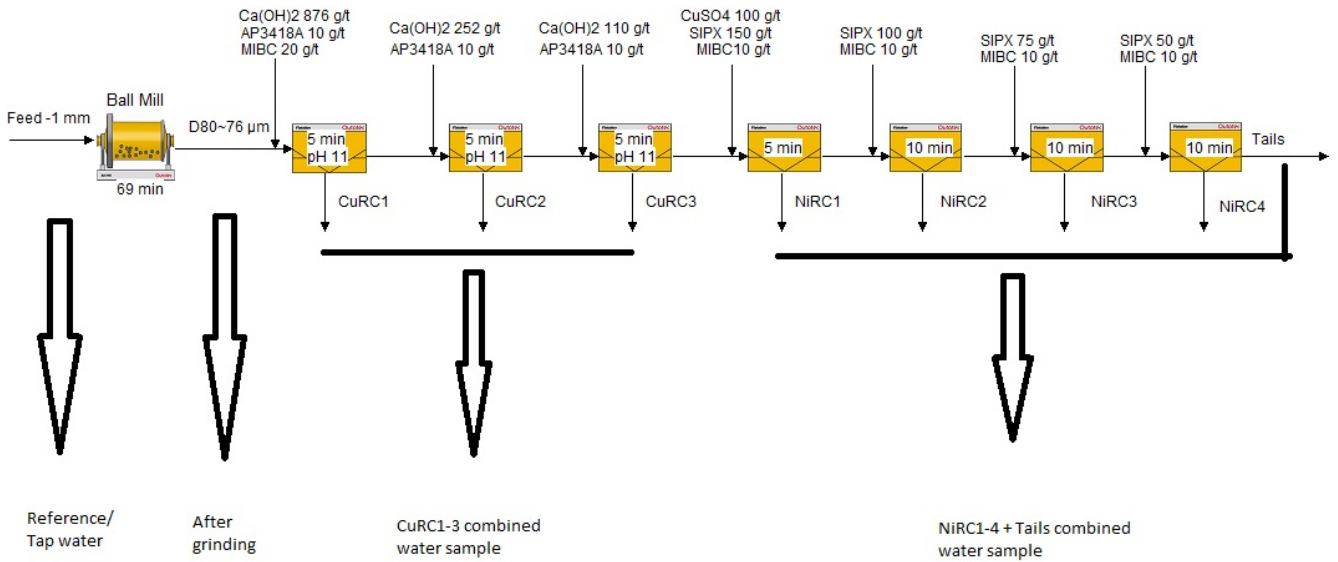 Ca(OH)2 876 g/t
AP3418A 10 g/t
MIBC 20 g/t
Ca(OH)2 252 g/t
AP3418A 10 g/t
Ca(OH)2 110 g/t
AP3418A 10 g/t
CuSO4 100 g/t
SIPX 150 g/t
MIBC10 g/t
SIPX 100 g/t
MIBC 10 g/t
SIPX 75 g/t
MIBC 10 g/t
SIPX 50 g/t
MIBC 10 g/t
Feed -1 mm
Ball Mill
69 min
D80~76 µm
5 min
pH 11
5 min
pH 11
5 min
pH 11
5 min
10 min
10 min
10 min
Tails
CuRC1
CuRC2
CuRC3
NiRC1
NiRC2
NiRC3
NiRC4
Reference/
Tap water
After
grinding
CuRC1-3 combined
water sample
NiRC1-4 + Tails combined
water sample